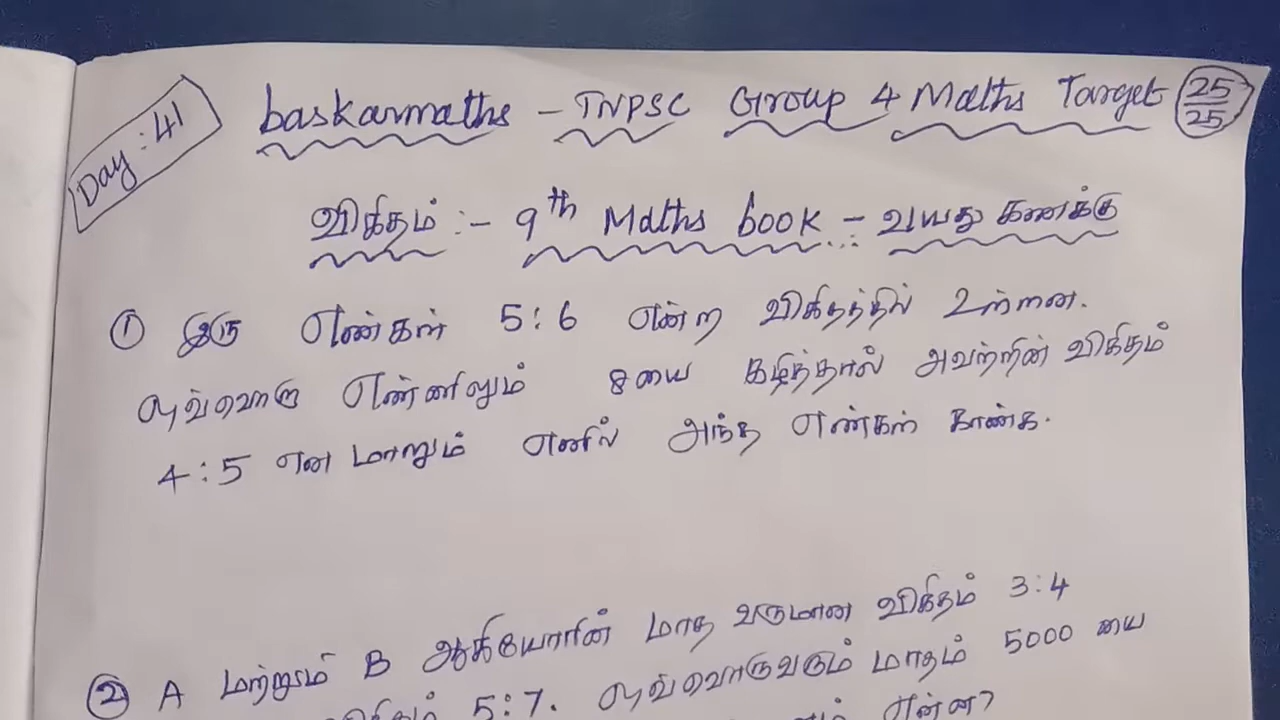 Day: 41
baskarmaths - TNPSC Group 4 Maths Target 25/25
விகிதம் :- 9th Maths book - வயது கணக்கு
① இரு எண்கள் 5:6 என்ற விகிதத்தில் உள்ளன.
ஒவ்வொரு எண்ணிலும் 8யை கழித்தால் அவற்றின் விகிதம்
4:5 என மாறும் எனில் அந்த எண்கள் காண்க.
② A மற்றும் B ஆகியோரின் மாத வருமான விகிதம் 3:4
5:7. ஒவ்வொருவரும் மாதம் 5000 யை
என்ன?